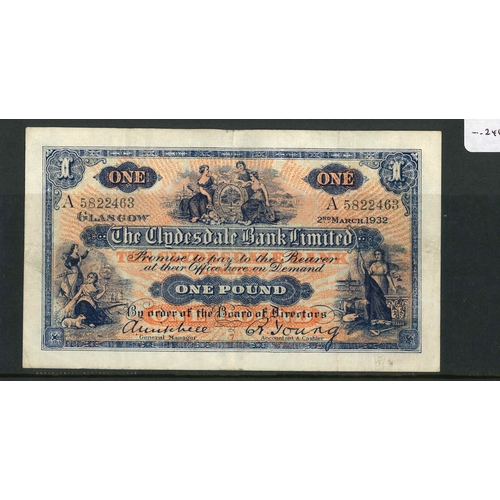 ONE ONE
A 5822463 A 5822463
GLASGOW 2ND MARCH, 1932
The Clydesdale Bank Limited
Promise to pay to the Bearer
at their Office here on Demand
ONE POUND
By order of the Board of Directors
R Young
General Manager Accountant & Cashier